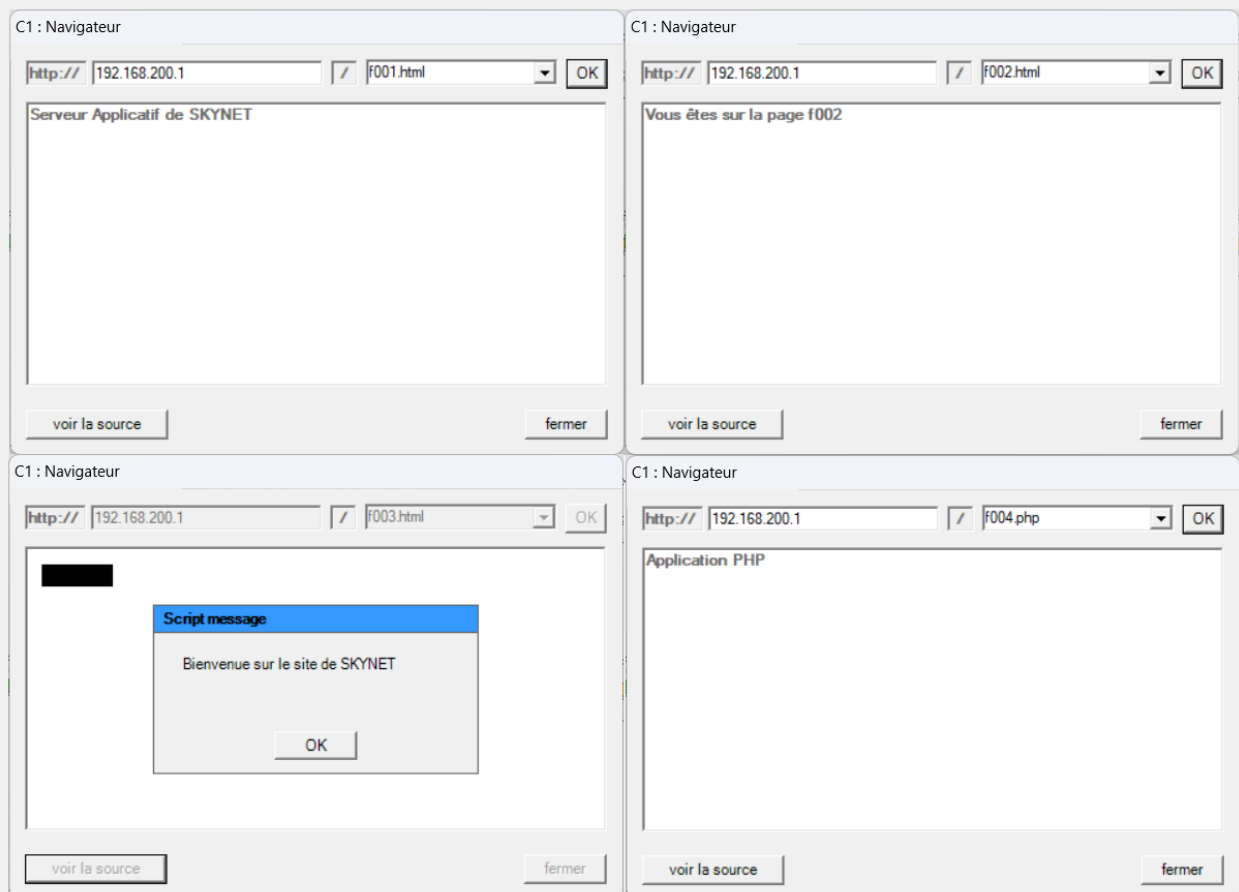 C1 : Navigateur
http:// 192.168.200.1 / f001.html OK
Serveur Applicatif de SKYNET
voir la source fermer
C1 : Navigateur
http:// 192.168.200.1 / f002.html OK
Vous êtes sur la page f002
voir la source fermer
C1 : Navigateur
http:// 192.168.200.1 / f003.html OK
Script message
Bienvenue sur le site de SKYNET
OK
voir la source fermer
C1 : Navigateur
http:// 192.168.200.1 / f004.php OK
Application PHP
voir la source fermer